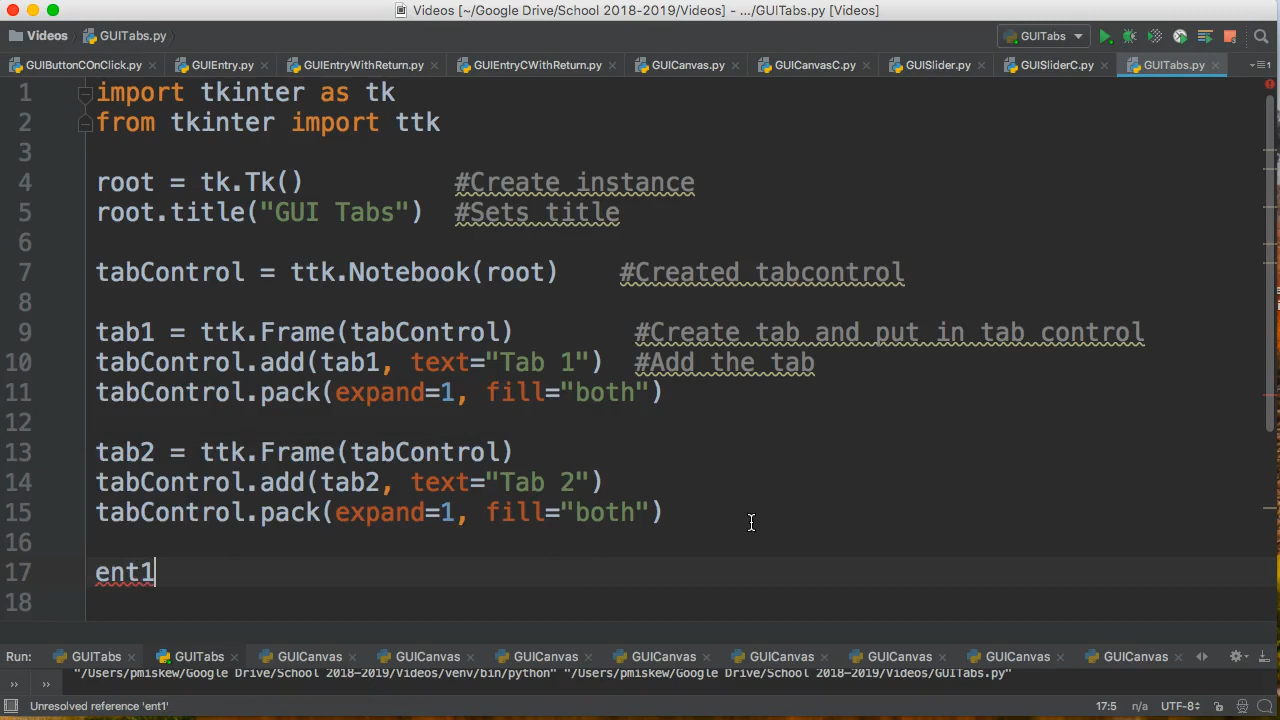 Videos [~/Google Drive/School 2018-2019/Videos] - .../GUITabs.py [Videos]
Videos GUITabs.py GUITabs
GUIButtonCOnClick.py GUIEntry.py GUIEntryWithReturn.py GUIEntryCWithReturn.py GUICanvas.py GUICanvasC.py GUISlider.py GUISliderC.py GUITabs.py
1 import tkinter as tk
2 from tkinter import ttk
3
4 root = tk.Tk() #Create instance
5 root.title("GUI Tabs") #Sets title
6
7 tabControl = ttk.Notebook(root) #Created tabcontrol
8
9 tab1 = ttk.Frame(tabControl) #Create tab and put in tab control
10 tabControl.add(tab1, text="Tab 1") #Add the tab
11 tabControl.pack(expand=1, fill="both")
12
13 tab2 = ttk.Frame(tabControl)
14 tabControl.add(tab2, text="Tab 2")
15 tabControl.pack(expand=1, fill="both")
16
17 ent1
18
Run: GUITabs GUITabs GUICanvas GUICanvas GUICanvas GUICanvas GUICanvas GUICanvas GUICanvas GUICanvas
"/Users/pmiskew/Google Drive/School 2018-2019/Videos/venv/bin/python" "/Users/pmiskew/Google Drive/School 2018-2019/Videos/GUITabs.py"
Unresolved reference 'ent1' 17:5 n/a UTF-8